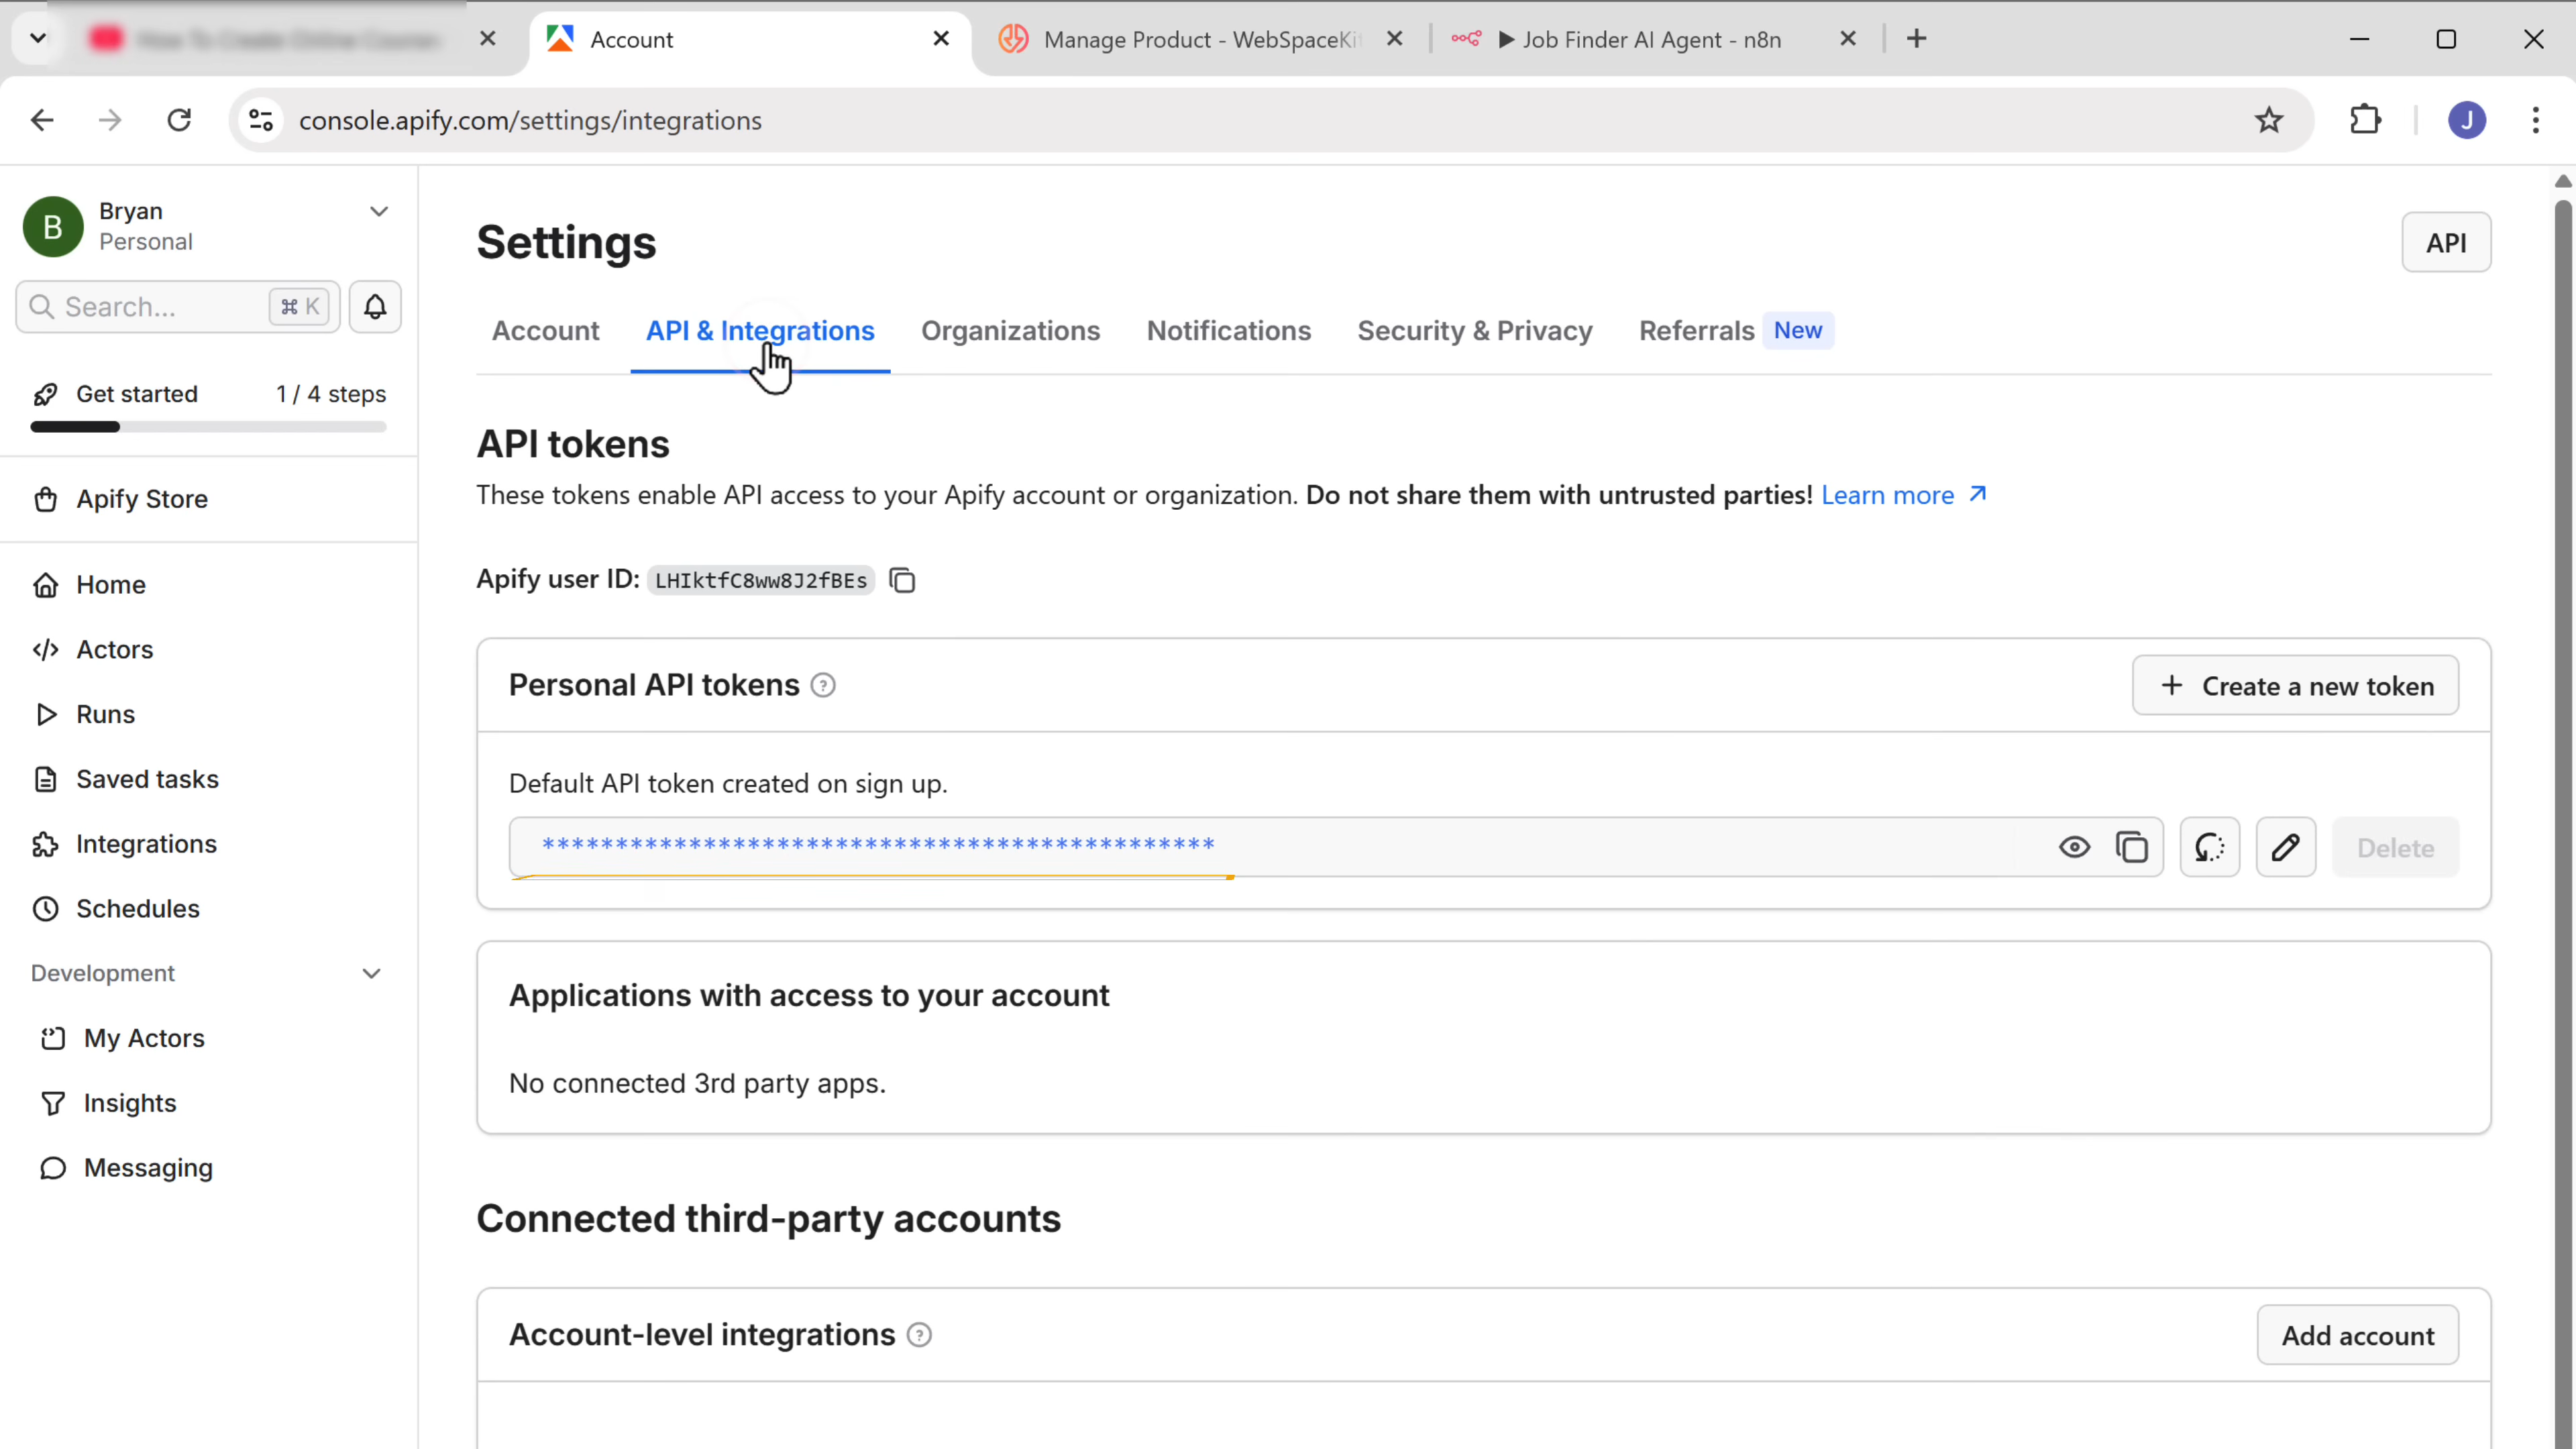 Account
Manage Product - WebSpaceKit
▶ Job Finder AI Agent - n8n
console.apify.com/settings/integrations
J
B
Bryan
Personal
Search...
⌘ K
Get started
1 / 4 steps
Apify Store
Home
Actors
Runs
Saved tasks
Integrations
Schedules
Development
My Actors
Insights
Messaging
Settings
API
Account
API & Integrations
Organizations
Notifications
Security & Privacy
Referrals New
API tokens
These tokens enable API access to your Apify account or organization. Do not share them with untrusted parties! Learn more
Apify user ID: LHIktfC8ww8J2fBEs
Personal API tokens
+ Create a new token
Default API token created on sign up.
**********************************************
Delete
Applications with access to your account
No connected 3rd party apps.
Connected third-party accounts
Account-level integrations
Add account